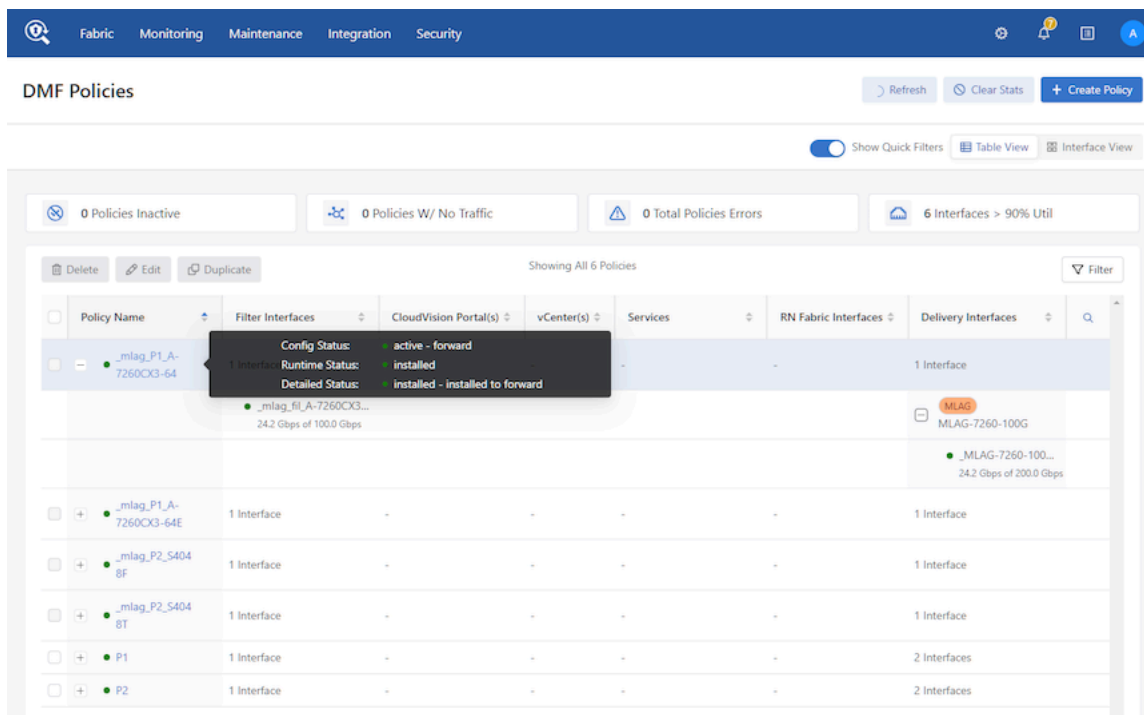 Fabric Monitoring Maintenance Integration Security 7 A
DMF Policies Refresh Clear Stats + Create Policy
Show Quick Filters Table View Interface View
0 Policies Inactive 0 Policies W/ No Traffic 0 Total Policies Errors 6 Interfaces > 90% Util
Delete Edit Duplicate Showing All 6 Policies Filter
Policy Name Filter Interfaces CloudVision Portal(s) vCenter(s) Services RN Fabric Interfaces Delivery Interfaces
Config Status: active - forward
_mlag_P1_A-
7260CX3-64
1 Interface Runtime Status: installed - - 1 Interface
Detailed Status: installed - installed to forward
_mlag_fil_A-7260CX3...
24.2 Gbps of 100.0 Gbps
MLAG
MLAG-7260-100G
_MLAG-7260-100...
24.2 Gbps of 200.0 Gbps
_mlag_P1_A-
7260CX3-64E
1 Interface - - - - 1 Interface
_mlag_P2_S404
8F
1 Interface - - - - 1 Interface
_mlag_P2_S404
8T
1 Interface - - - - 1 Interface
P1 1 Interface - - - - 2 Interfaces
P2 1 Interface - - - - 2 Interfaces